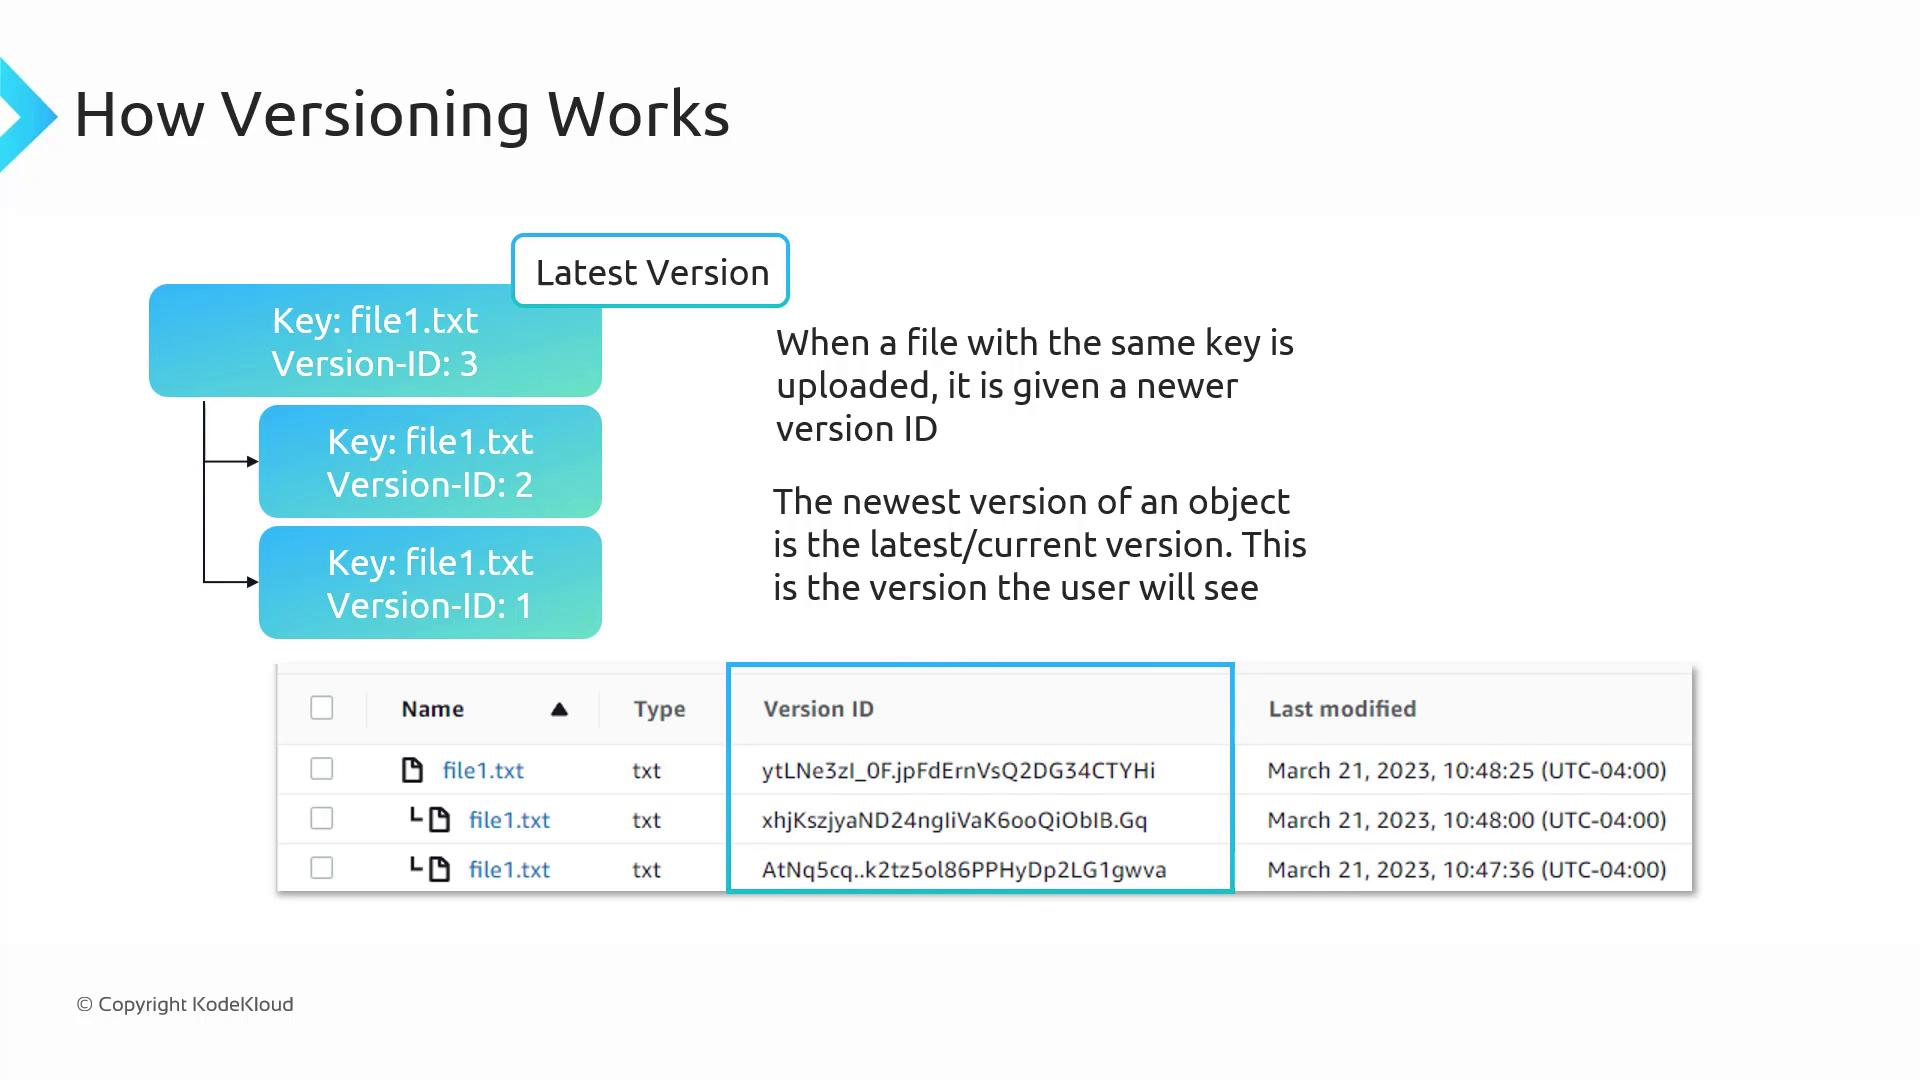 How Versioning Works
Latest Version
Key: file1.txt
Version-ID: 3
Key: file1.txt
Version-ID: 2
Key: file1.txt
Version-ID: 1
When a file with the same key is
uploaded, it is given a newer
version ID
The newest version of an object
is the latest/current version. This
is the version the user will see
Name Type Version ID Last modified
file1.txt txt ytLNe3zI_0F.jpFdErnVsQ2DG34CTYHi March 21, 2023, 10:48:25 (UTC-04:00)
file1.txt txt xhjKszjyaND24ngIiVaK6ooQiObIB.Gq March 21, 2023, 10:48:00 (UTC-04:00)
file1.txt txt AtNq5cq..k2tz5ol86PPHyDp2LG1gwva March 21, 2023, 10:47:36 (UTC-04:00)
© Copyright KodeKloud